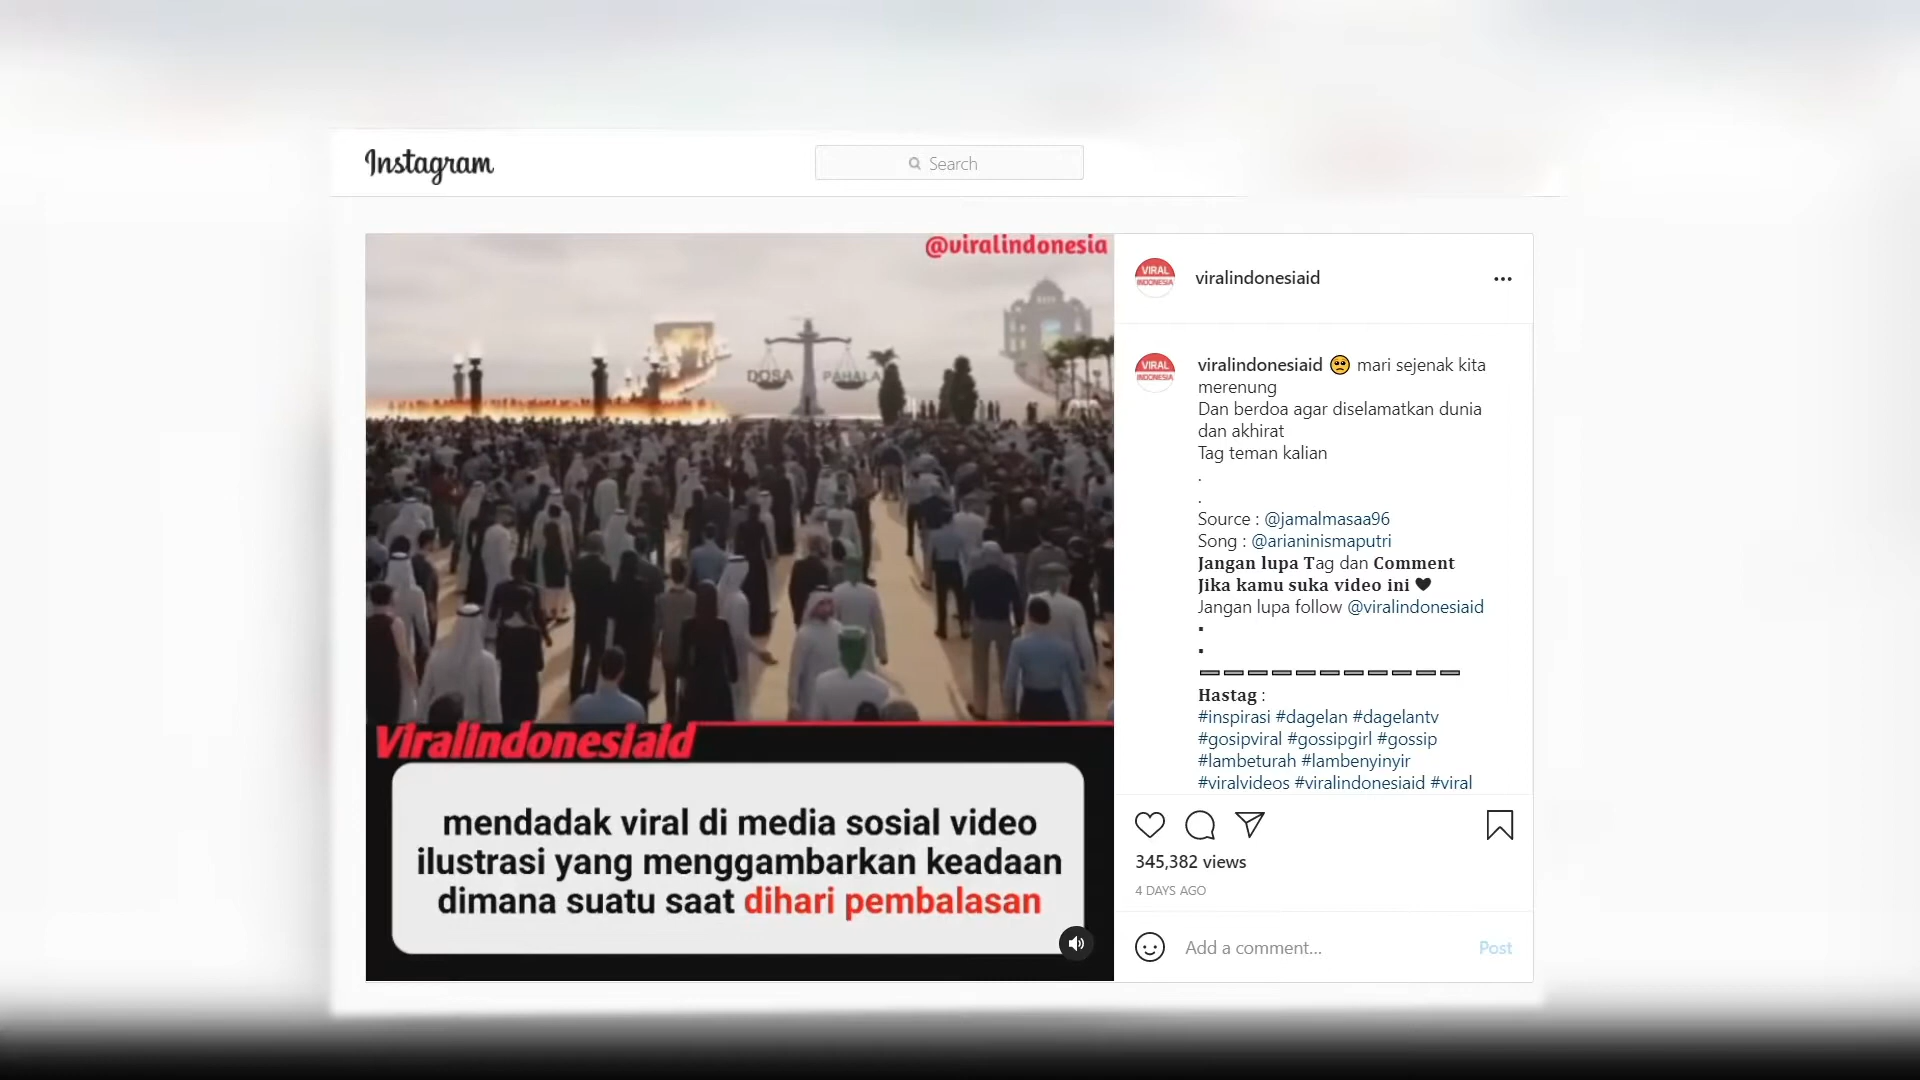 Instagram
Search
@viralindonesia
DOSA
PAHALA
Viralindonesiaid
mendadak viral di media sosial video
ilustrasi yang menggambarkan keadaan
dimana suatu saat dihari pembalasan
VIRAL
INDONESIA
viralindonesiaid
VIRAL
INDONESIA
viralindonesiaid 🥺 mari sejenak kita
merenung
Dan berdoa agar diselamatkan dunia
dan akhirat
Tag teman kalian
.
.
Source : @jamalmasaa96
Song : @arianinismaputri
Jangan lupa Tag dan Comment
Jika kamu suka video ini 🖤
Jangan lupa follow @viralindonesiaid
▪
▪
➖➖➖➖➖➖➖➖➖➖➖
Hastag :
#inspirasi #dagelan #dagelantv
#gosipviral #gossipgirl #gossip
#lambeturah #lambenyinyir
#viralvideos #viralindonesiaid #viral
345,382 views
4 DAYS AGO
Add a comment...
Post